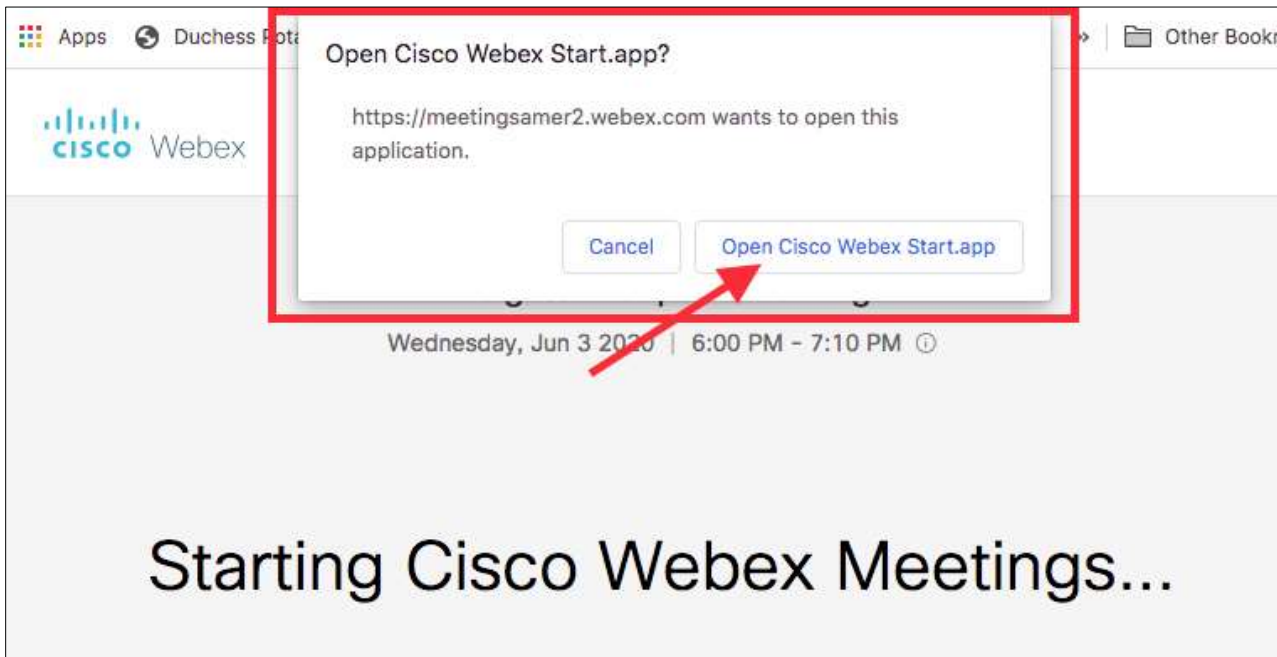 Apps Duchess Other
Open Cisco Webex Start.app?
https://meetingsamer2.webex.com wants to open this
application.
CISCO Webex
Cancel Open Cisco Webex Start.app
Wednesday, Jun 3 2020 | 6:00 PM - 7:10 PM
Starting Cisco Webex Meetings...